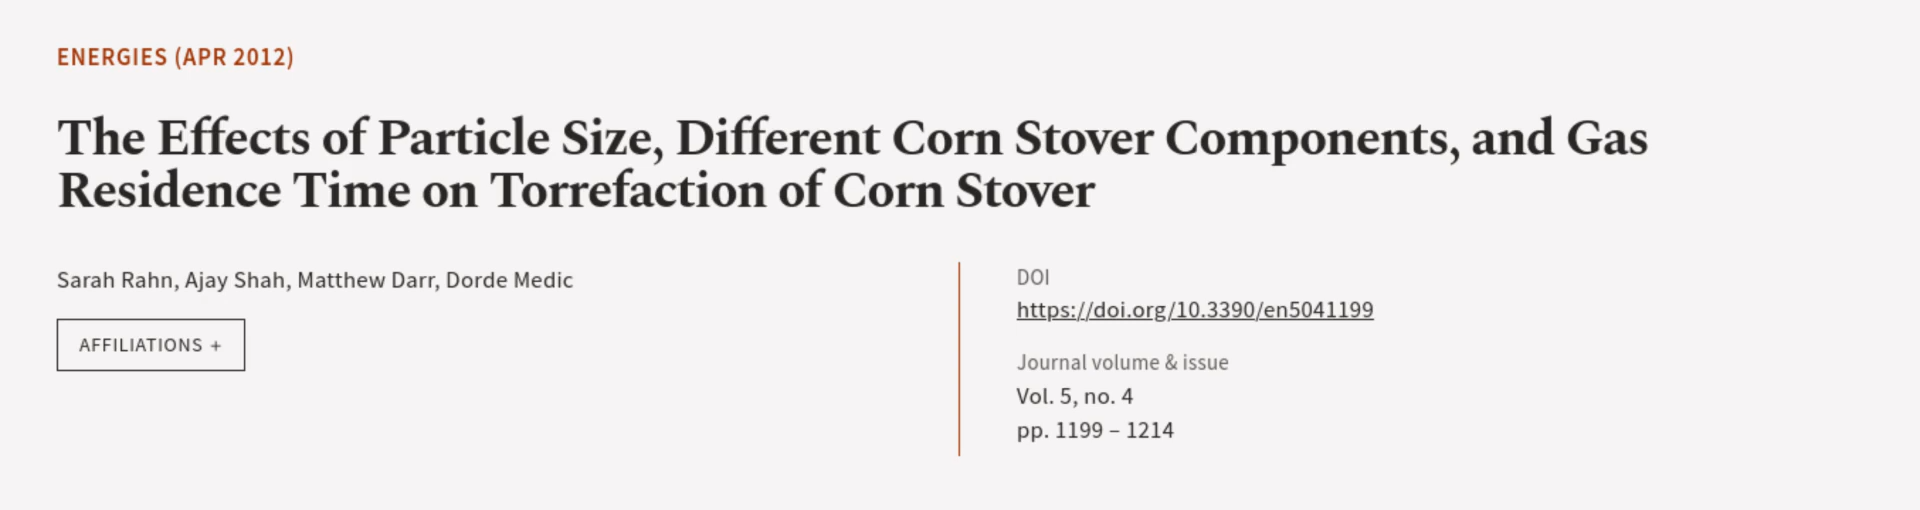 ENERGIES (APR 2012)
The Effects of Particle Size, Different Corn Stover Components, and Gas
Residence Time on Torrefaction of Corn Stover
Sarah Rahn, Ajay Shah, Matthew Darr, Dorde Medic
AFFILIATIONS +
DOI
https://doi.org/10.3390/en5041199
Journal volume & issue
Vol. 5, no. 4
pp. 1199 – 1214